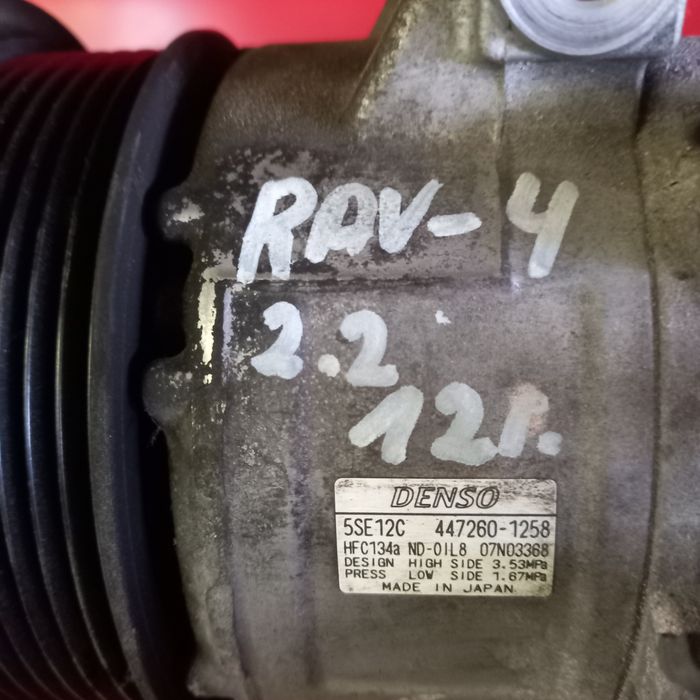 RAV-4
2.2
12r.
DENSO
5SE12C 447260-1258
HFC134a ND-OIL8 07N03368
DESIGN HIGH SIDE 3.53MPa
PRESS LOW SIDE 1.67MPa
MADE IN JAPAN